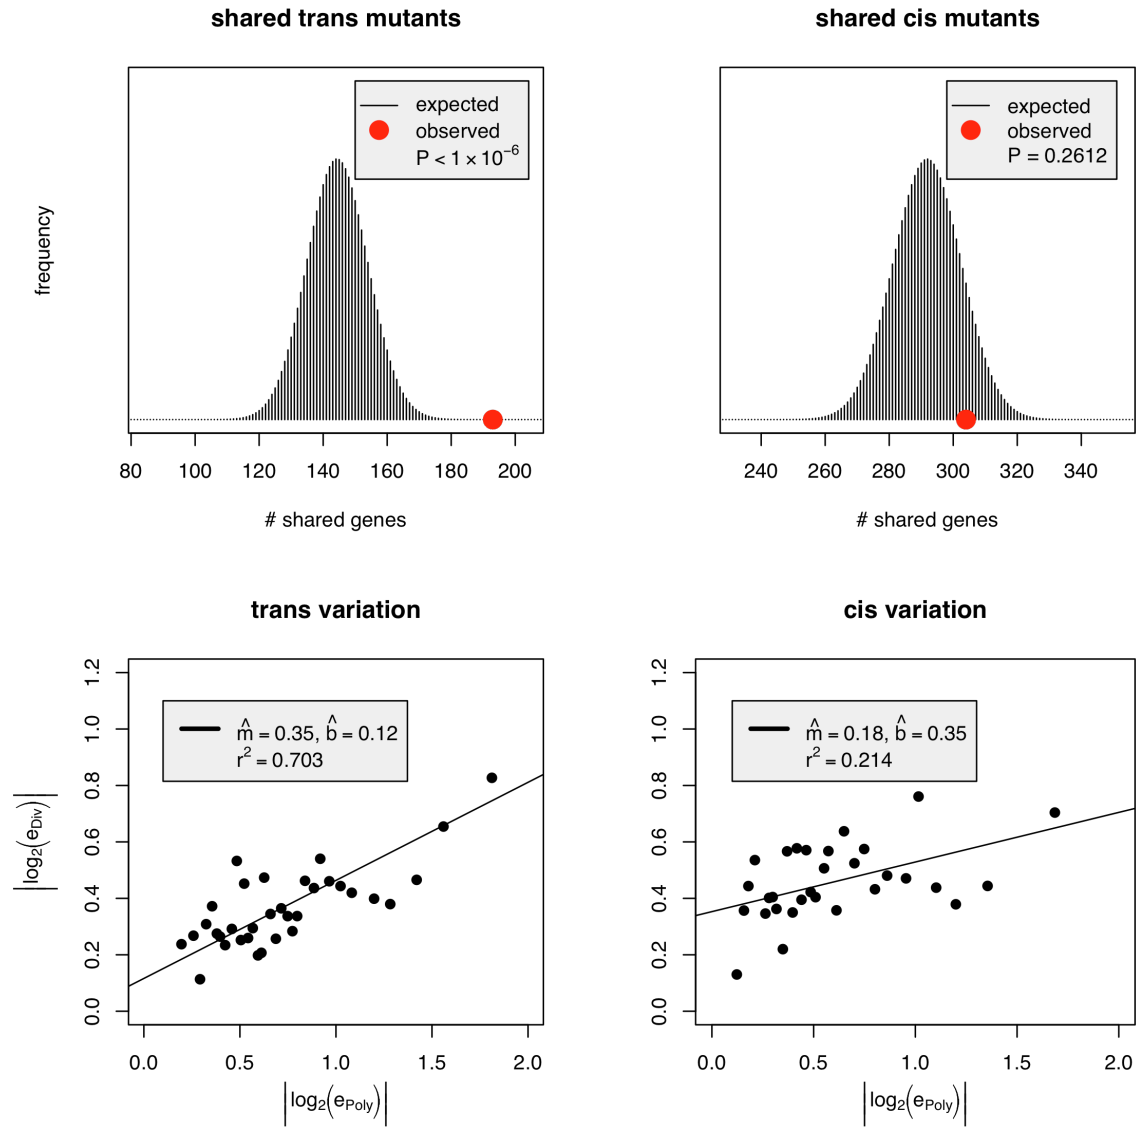 shared trans mutants
expected
observed
P < 1 × 10⁻⁶
frequency
80 100 120 140 160 180 200
# shared genes
shared cis mutants
expected
observed
P = 0.2612
240 260 280 300 320 340
# shared genes
trans variation
m̂ = 0.35, b̂ = 0.12
r² = 0.703
1.2
1.0
0.8
0.6
0.4
0.2
0.0
|log₂(e_Div)|
0.0 0.5 1.0 1.5 2.0
|log₂(e_Poly)|
cis variation
m̂ = 0.18, b̂ = 0.35
r² = 0.214
1.2
1.0
0.8
0.6
0.4
0.2
0.0
0.0 0.5 1.0 1.5 2.0
|log₂(e_Poly)|